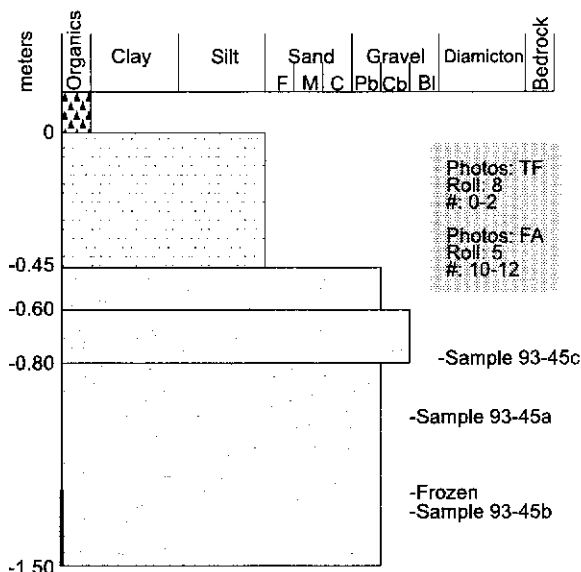 meters
Organics
Clay
Silt
Sand
Gravel
Diamicton
Bedrock
F
M
C
Pb
Cb
Bl
0
Photos: TF
Roll: 8
#: 0-2
Photos: FA
Roll: 5
#: 10-12
-0.45
-0.60
-0.80
-Sample 93-45c
-Sample 93-45a
-Frozen
-Sample 93-45b
-1.50